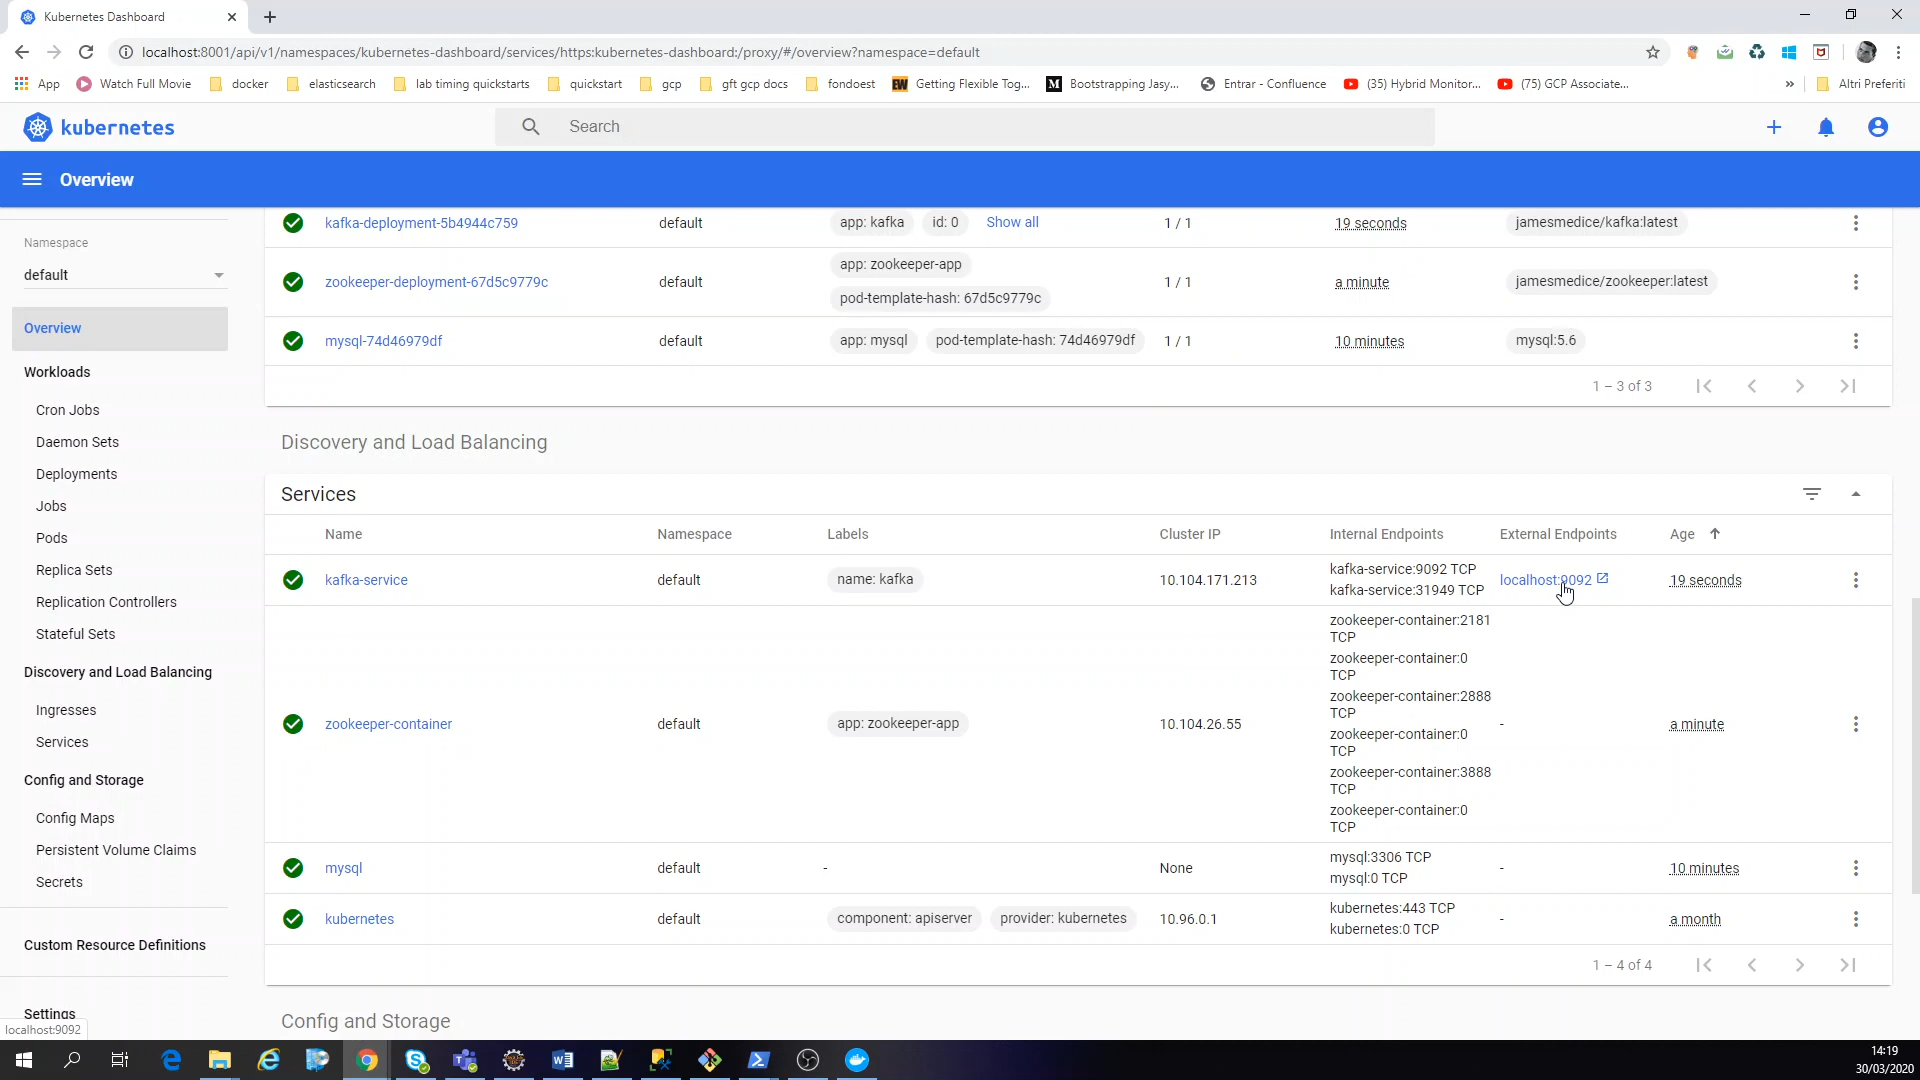 Kubernetes Dashboard
localhost:8001/api/v1/namespaces/kubernetes-dashboard/services/https:kubernetes-dashboard:/proxy/#/overview?namespace=default
App
Watch Full Movie
docker
elasticsearch
lab timing quickstarts
quickstart
gcp
gft gcp docs
fondoest
Getting Flexible Tog...
Bootstrapping Jasy...
Entrar - Confluence
(35) Hybrid Monitor...
(75) GCP Associate...
»
Altri Preferiti
kubernetes
Search
Overview
Namespace
default
Overview
Workloads
Cron Jobs
Daemon Sets
Deployments
Jobs
Pods
Replica Sets
Replication Controllers
Stateful Sets
Discovery and Load Balancing
Ingresses
Services
Config and Storage
Config Maps
Persistent Volume Claims
Secrets
Custom Resource Definitions
Settings
localhost:9092
kafka-deployment-5b4944c759 default app: kafka id: 0 Show all 1 / 1 19 seconds jamesmedice/kafka:latest
zookeeper-deployment-67d5c9779c default app: zookeeper-app 1 / 1 a minute jamesmedice/zookeeper:latest
pod-template-hash: 67d5c9779c
mysql-74d46979df default app: mysql pod-template-hash: 74d46979df 1 / 1 10 minutes mysql:5.6
1 – 3 of 3
Discovery and Load Balancing
Services
Name Namespace Labels Cluster IP Internal Endpoints External Endpoints Age
kafka-service default name: kafka 10.104.171.213 kafka-service:9092 TCP localhost:9092 19 seconds
kafka-service:31949 TCP
zookeeper-container default app: zookeeper-app 10.104.26.55 zookeeper-container:2181 - a minute
TCP
zookeeper-container:0
TCP
zookeeper-container:2888
TCP
zookeeper-container:0
TCP
zookeeper-container:3888
TCP
zookeeper-container:0
TCP
mysql default - None mysql:3306 TCP - 10 minutes
mysql:0 TCP
kubernetes default component: apiserver provider: kubernetes 10.96.0.1 kubernetes:443 TCP - a month
kubernetes:0 TCP
1 – 4 of 4
Config and Storage
14:19
30/03/2020